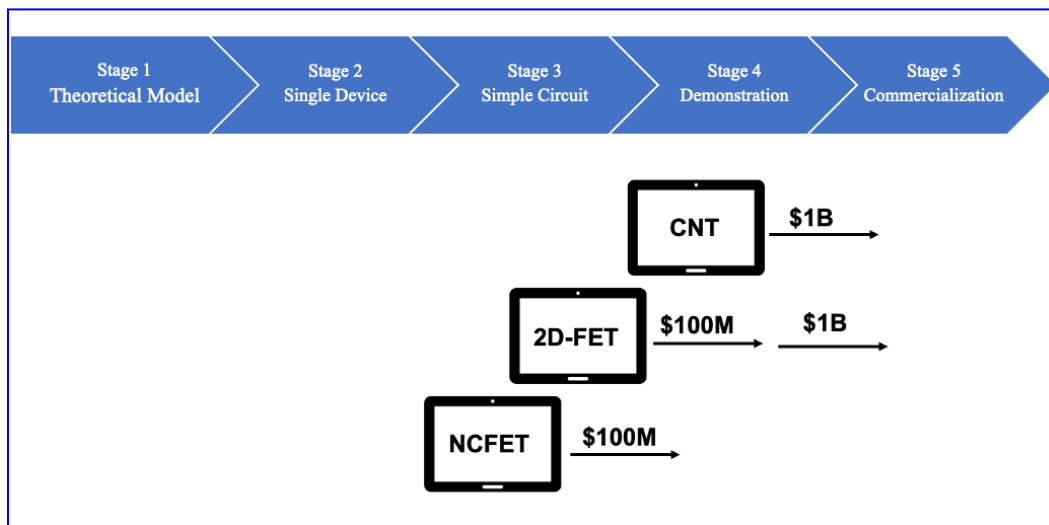 Stage 1
Theoretical Model
Stage 2
Single Device
Stage 3
Simple Circuit
Stage 4
Demonstration
Stage 5
Commercialization
CNT
$1B
2D-FET
$100M
$1B
NCFET
$100M